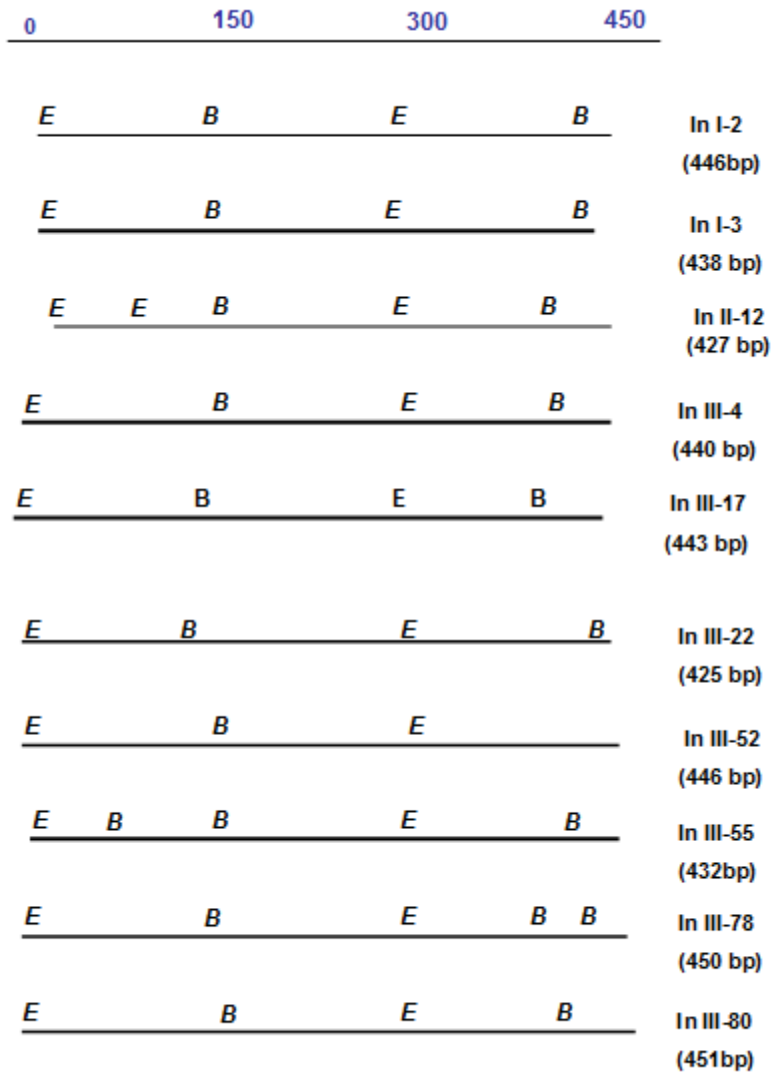 0 150 300 450
E B E B In I-2
(446bp)
E B E B In I-3
(438 bp)
E E B E B In II-12
(427 bp)
E B E B In III-4
(440 bp)
E B E B In III-17
(443 bp)
E B E B In III-22
(425 bp)
E B E In III-52
(446 bp)
E B B E B In III-55
(432bp)
E B E B B In III-78
(450 bp)
E B E B In III-80
(451bp)